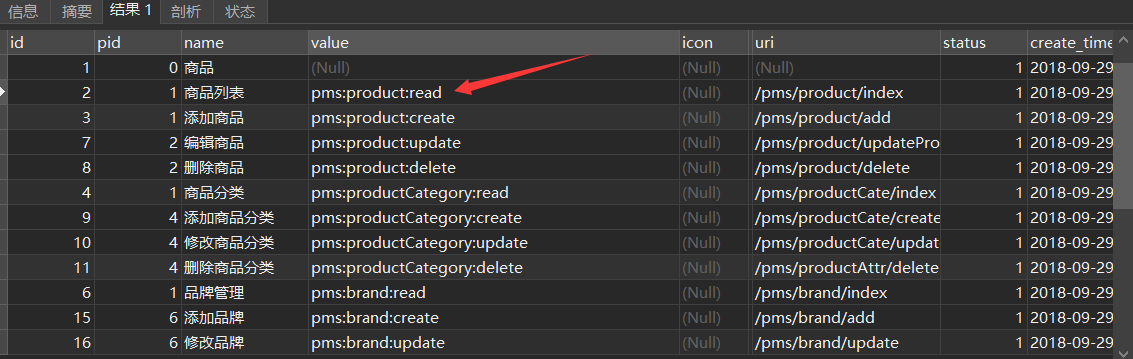 信息 摘要 结果 1 剖析 状态
id pid name value icon uri status create_time
1 0 商品 (Null) (Null) (Null) 1 2018-09-29
2 1 商品列表 pms:product:read (Null) /pms/product/index 1 2018-09-29
3 1 添加商品 pms:product:create (Null) /pms/product/add 1 2018-09-29
7 2 编辑商品 pms:product:update (Null) /pms/product/updatePro 1 2018-09-29
8 2 删除商品 pms:product:delete (Null) /pms/product/delete 1 2018-09-29
4 1 商品分类 pms:productCategory:read (Null) /pms/productCate/index 1 2018-09-29
9 4 添加商品分类 pms:productCategory:create (Null) /pms/productCate/create 1 2018-09-29
10 4 修改商品分类 pms:productCategory:update (Null) /pms/productCate/updat 1 2018-09-29
11 4 删除商品分类 pms:productCategory:delete (Null) /pms/productAttr/delete 1 2018-09-29
6 1 品牌管理 pms:brand:read (Null) /pms/brand/index 1 2018-09-29
15 6 添加品牌 pms:brand:create (Null) /pms/brand/add 1 2018-09-29
16 6 修改品牌 pms:brand:update (Null) /pms/brand/update 1 2018-09-29